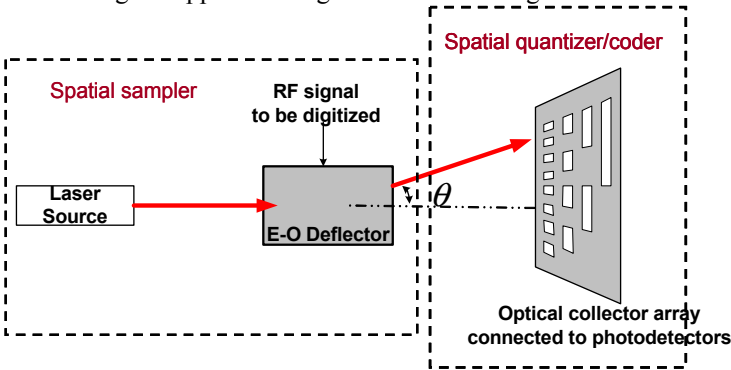 Spatial quantizer/coder
Spatial sampler
RF signal
to be digitized
Laser
Source
θ
E-O Deflector
Optical collector array
connected to photodetectors